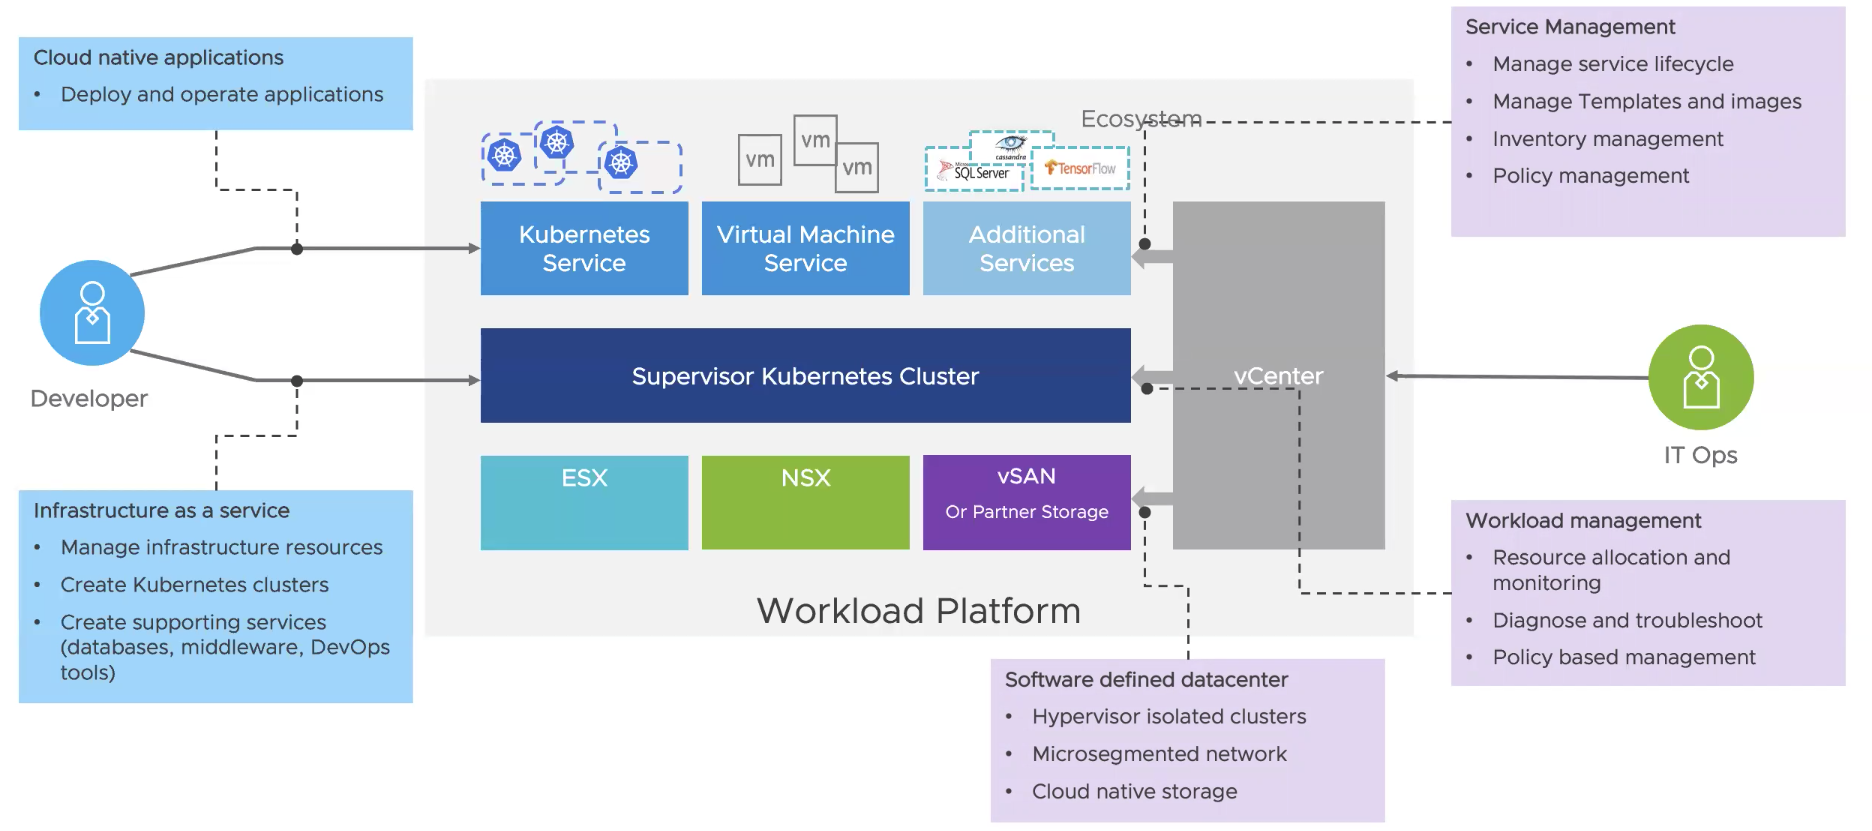 Cloud native applications
• Deploy and operate applications
Service Management
• Manage service lifecycle
• Manage Templates and images
• Inventory management
• Policy management
Ecosystem
vm
vm
vm
cassandra
SQL Server
TensorFlow
Kubernetes
Service
Virtual Machine
Service
Additional
Services
Developer
Supervisor Kubernetes Cluster
vCenter
IT Ops
ESX
NSX
vSAN
Or Partner Storage
Workload Platform
Infrastructure as a service
• Manage infrastructure resources
• Create Kubernetes clusters
• Create supporting services
(databases, middleware, DevOps
tools)
Workload management
• Resource allocation and
monitoring
• Diagnose and troubleshoot
• Policy based management
Software defined datacenter
• Hypervisor isolated clusters
• Microsegmented network
• Cloud native storage